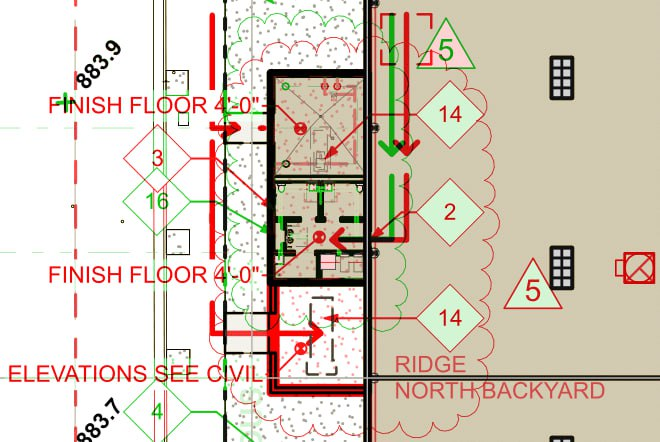 883.9
5
FINISH FLOOR 4'-0"
14
3
16
2
FINISH FLOOR 4'-0"
5
14
RIDGE
ELEVATIONS SEE CIVIL
NORTH BACKYARD
883.7
4